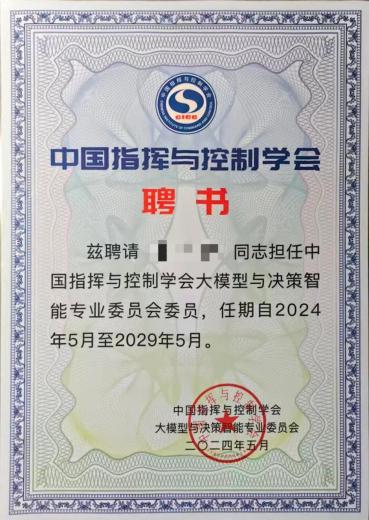 CICC
中国指挥与控制学会
聘书
兹聘请 同志担任中
国指挥与控制学会大模型与决策智
能专业委员会委员，任期自2024
年5月至2029年5月。
中国指挥与控制学会
大模型与决策智能专业委员会
二〇二四年五月